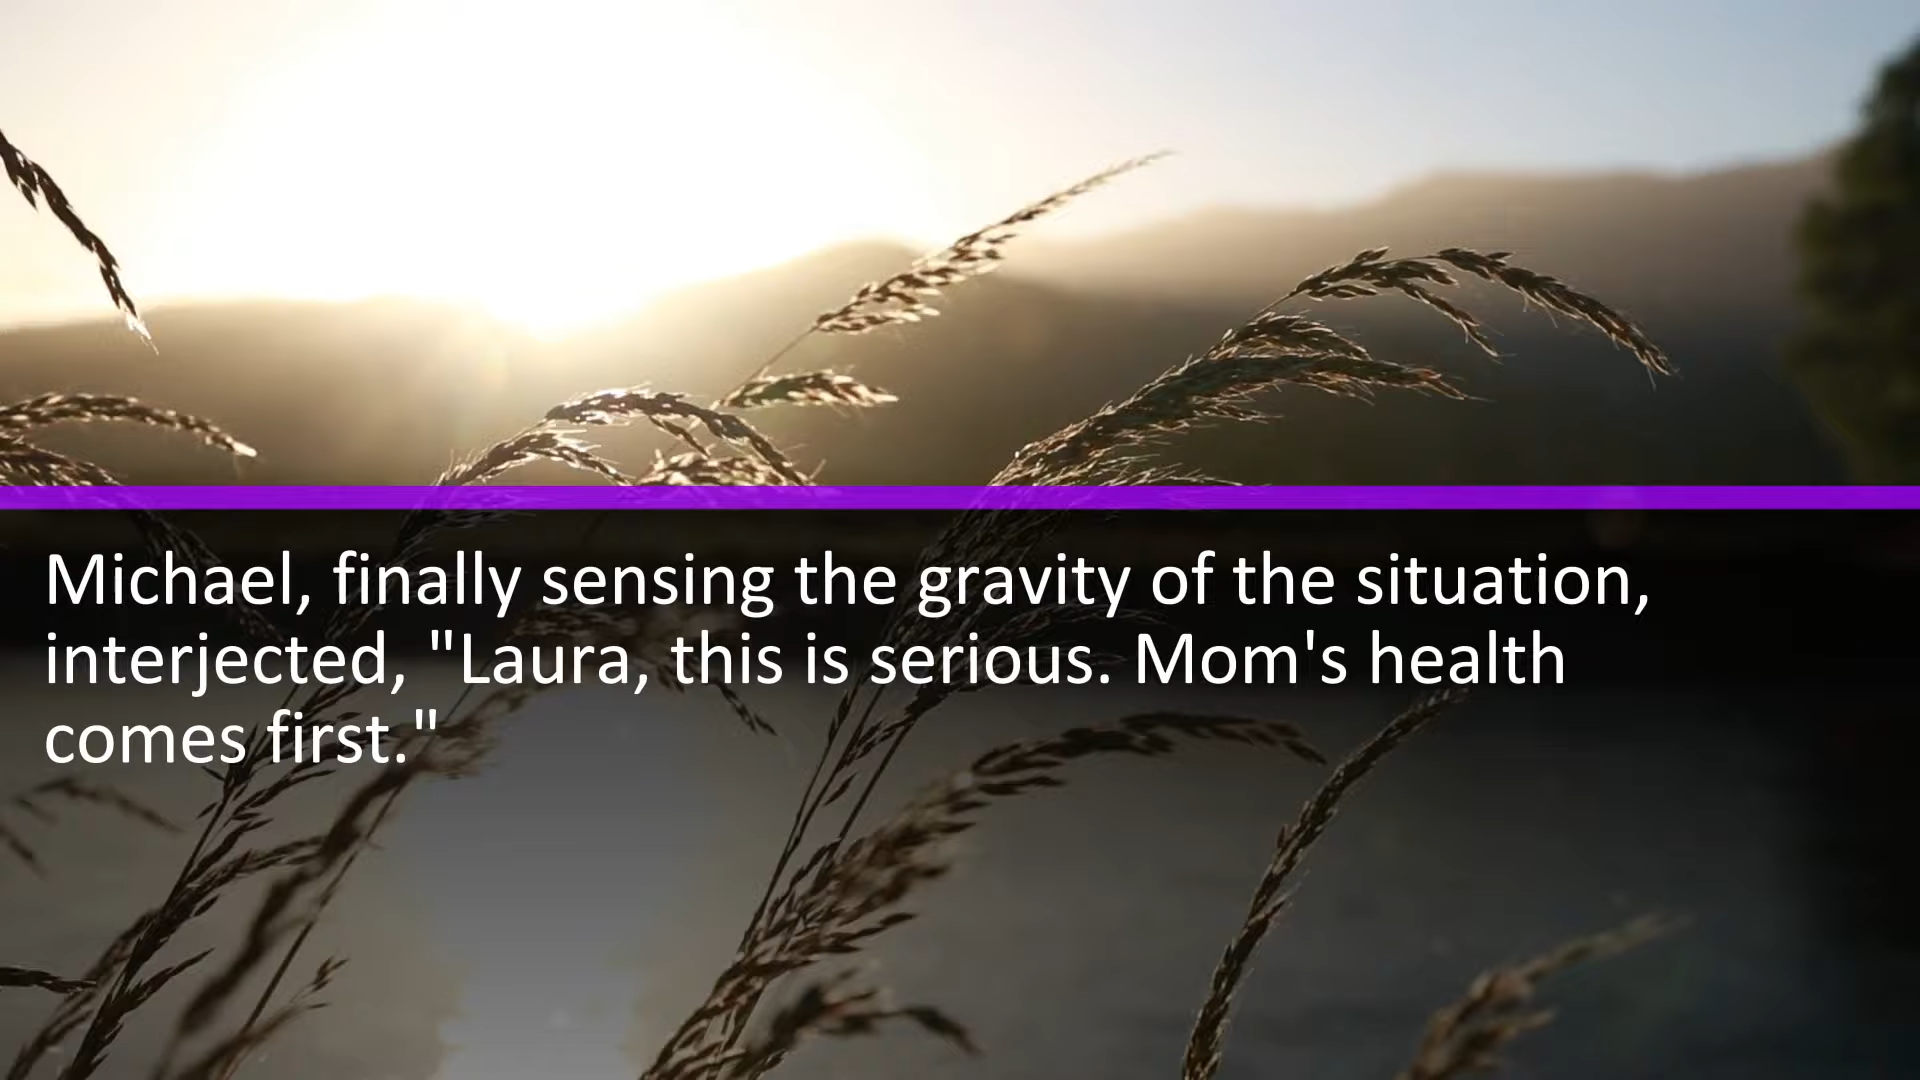 Michael, finally sensing the gravity of the situation,
interjected, "Laura, this is serious. Mom's health
comes first."